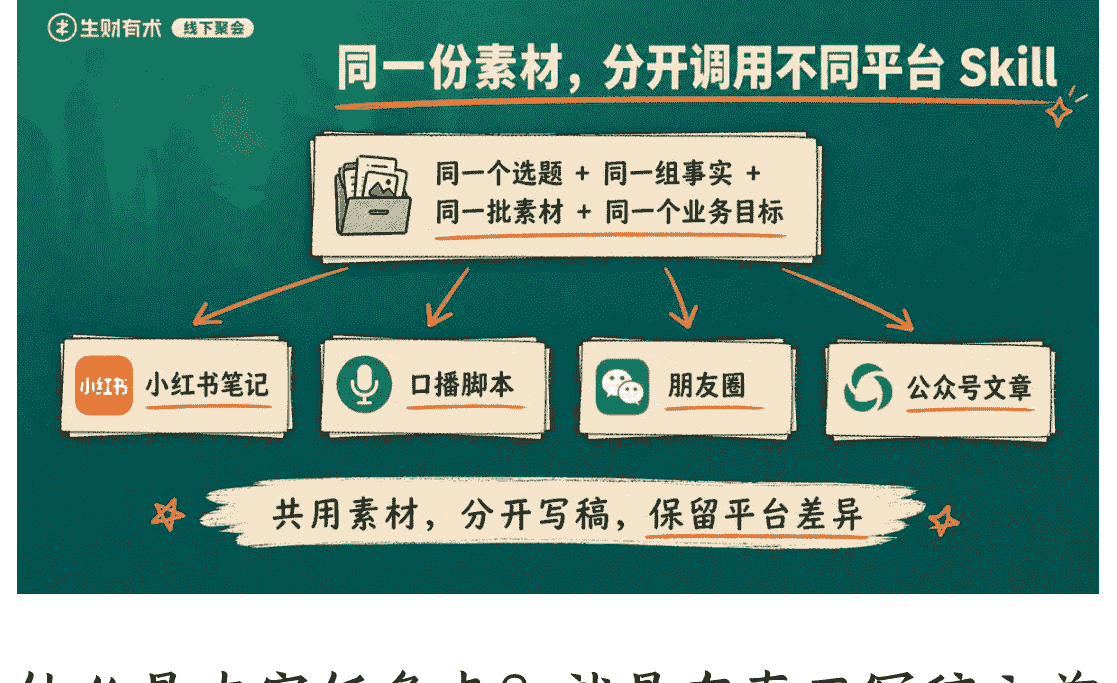 生财有术 线下聚会
同一份素材，分开调用不同平台 Skill
同一个选题 + 同一组事实 +
同一批素材 + 同一个业务目标
小红书 小红书笔记
口播脚本
朋友圈
公众号文章
共用素材，分开写稿，保留平台差异